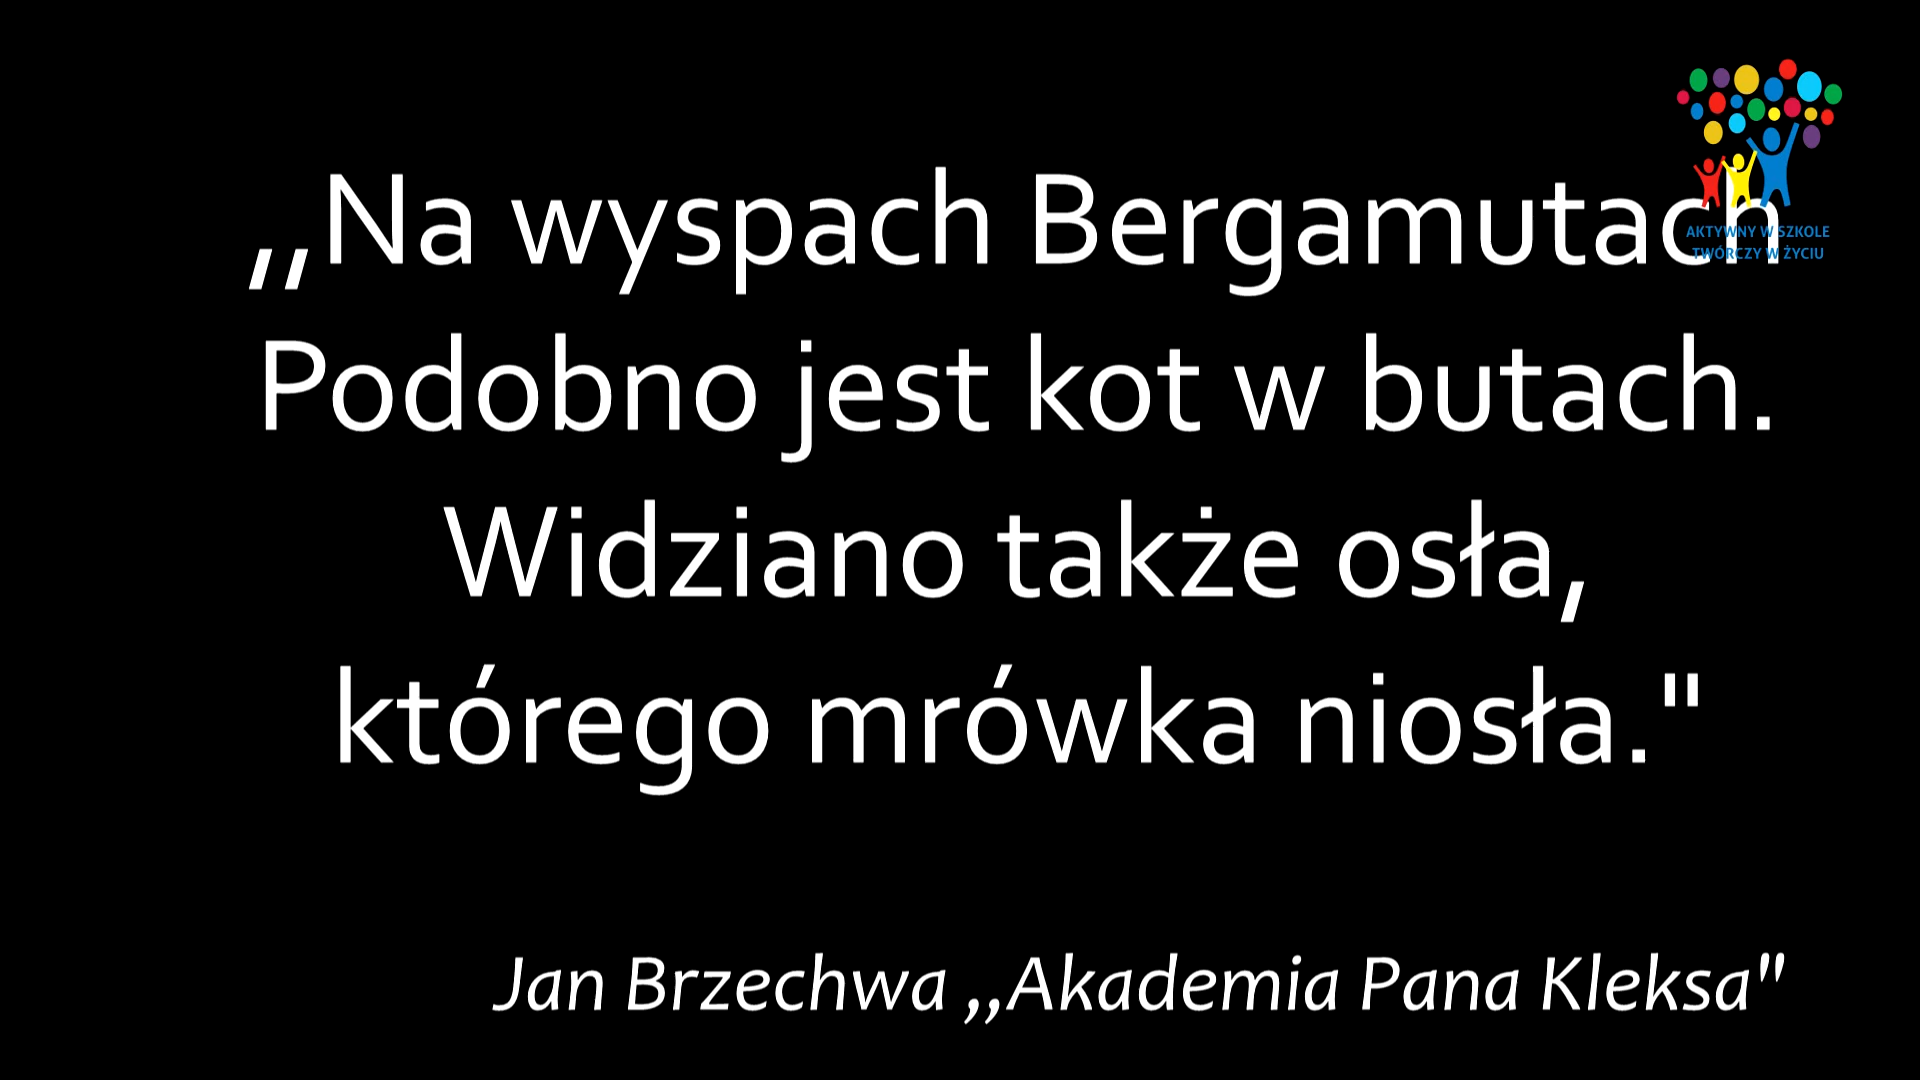 ,,Na wyspach Bergamutach
AKTYWNY W SZKOLE
TWÓRCZY W ŻYCIU
Podobno jest kot w butach.
Widziano także osła,
którego mrówka niosła."
Jan Brzechwa ,,Akademia Pana Kleksa"